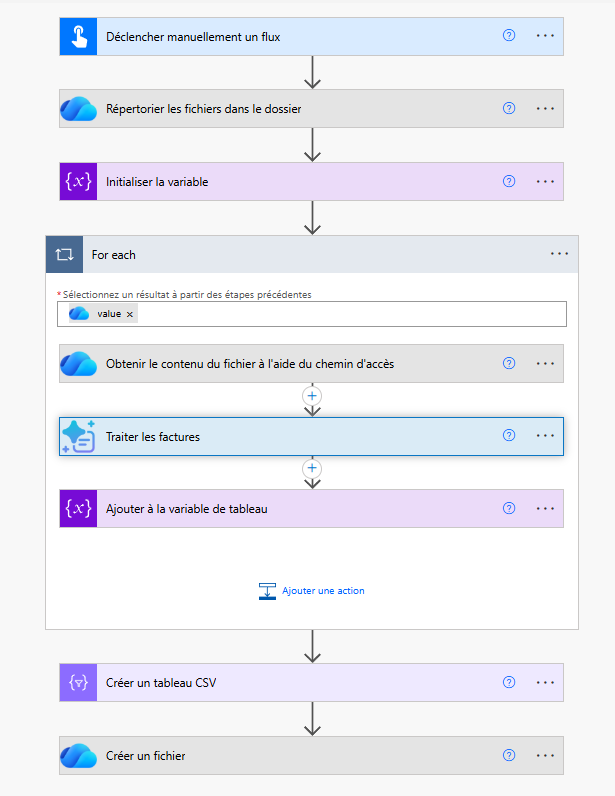 Déclencher manuellement un flux
Répertorier les fichiers dans le dossier
{x} Initialiser la variable
For each
*Sélectionnez un résultat à partir des étapes précédentes
value ×
Obtenir le contenu du fichier à l'aide du chemin d'accès
Traiter les factures
{x} Ajouter à la variable de tableau
Ajouter une action
Créer un tableau CSV
Créer un fichier